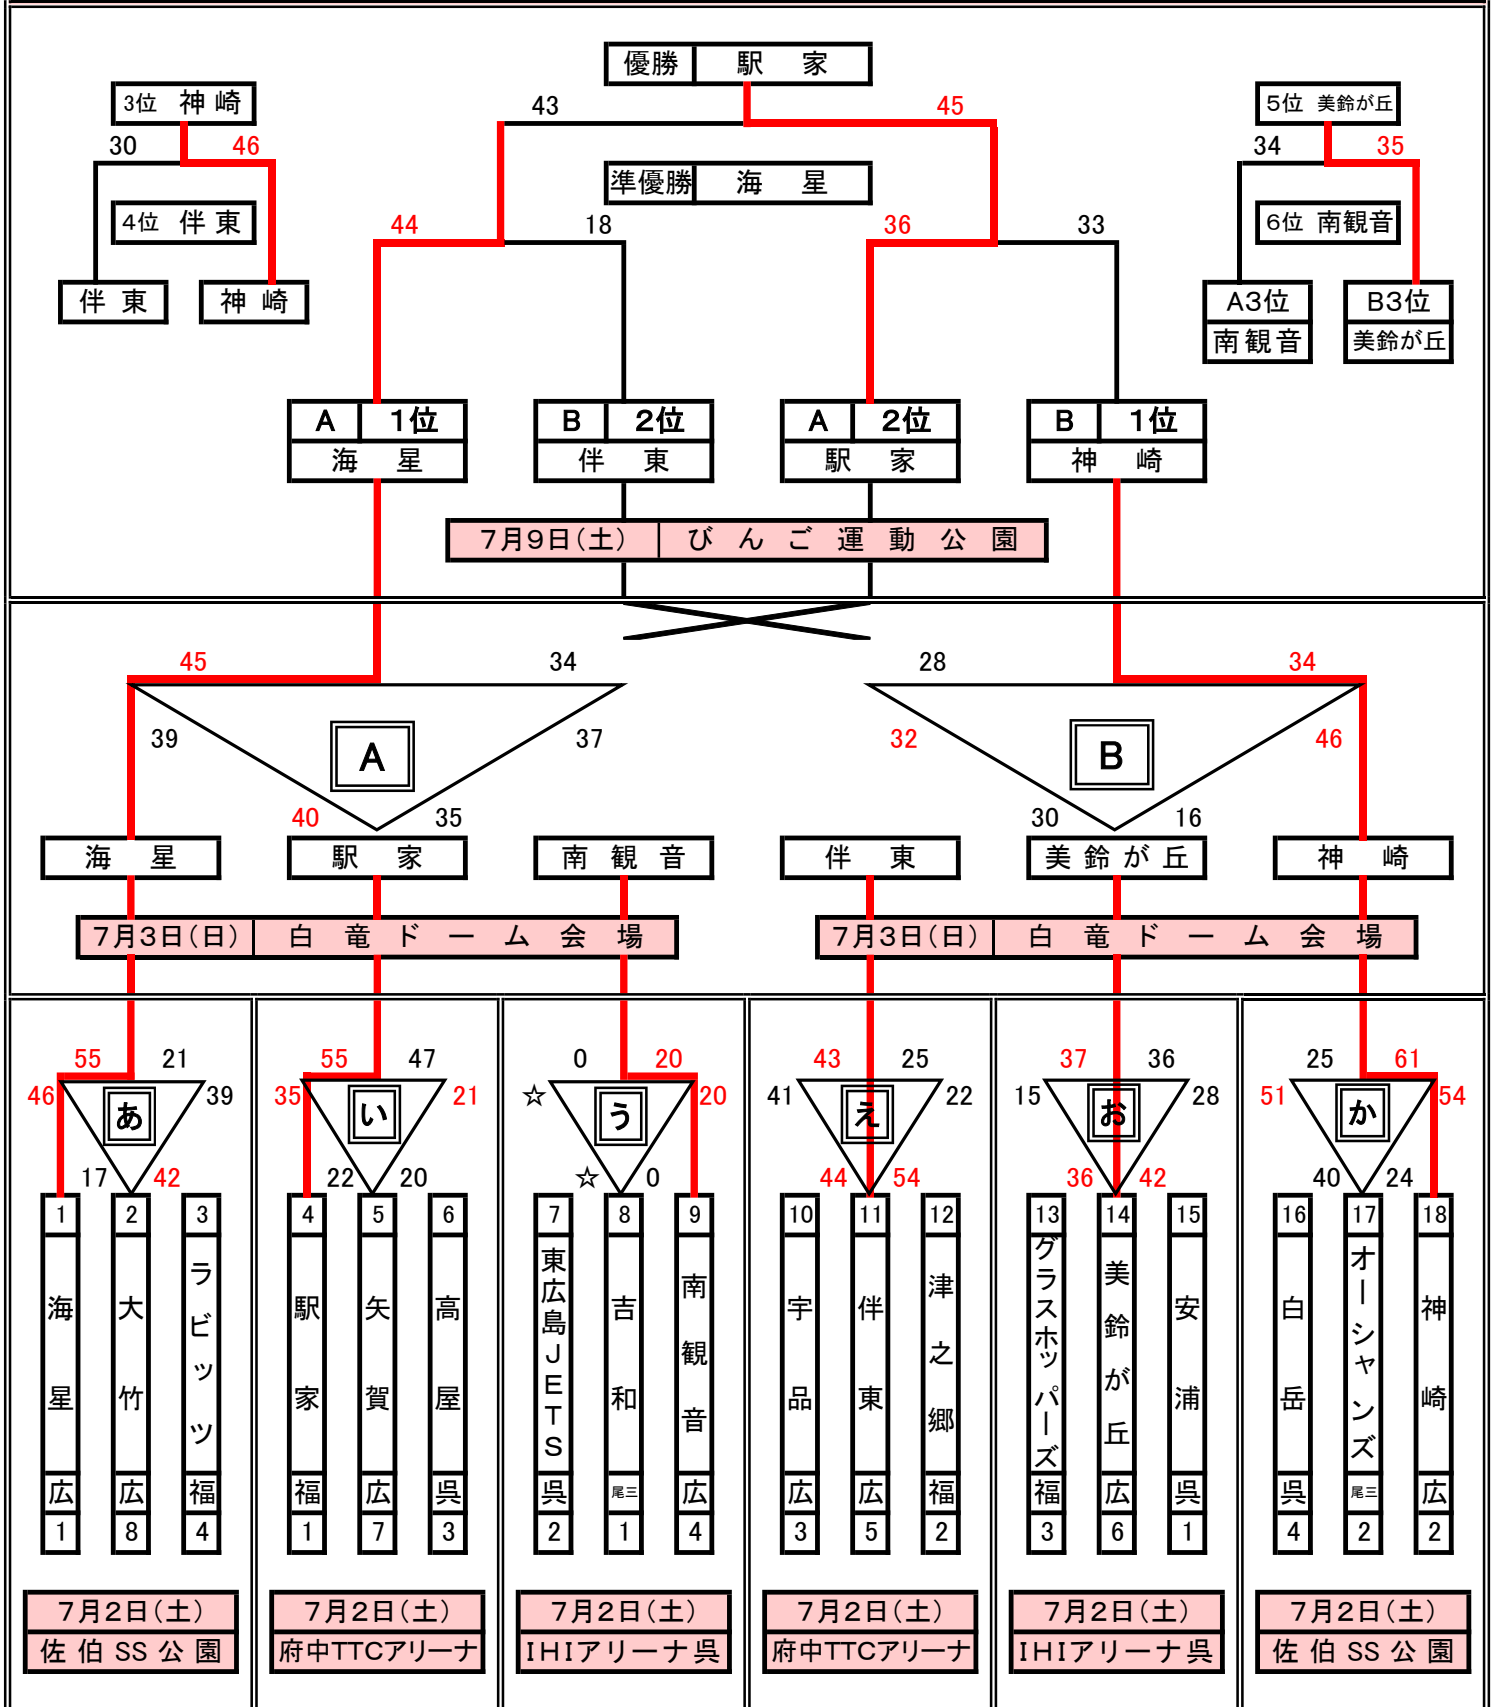 優勝 駅 家
3位 神 崎
43 45
5位 美鈴が丘
30 46
34 35
準優勝 海 星
4位 伴 東
44 18 36 33
6位 南観音
伴 東 神 崎
A3位 B3位
南観音 美鈴が丘
A 1位 B 2位 A 2位 B 1位
海 星 伴 東 駅 家 神 崎
7月9日(土) びんご運動公園
45 34 28 34
39 A 37 32 B 46
40 35 30 16
海 星 駅 家 南観音 伴 東 美鈴が丘 神 崎
7月3日(日) 白竜ドーム会場 7月3日(日) 白竜ドーム会場
55 21 55 47 0 20 43 25 37 36 25 61
46 あ 39 35 い 21 ☆ う 20 41 え 22 15 お 28 51 か 54
17 42 22 20 ☆ 0 44 54 36 42 40 24
1 2 3 4 5 6 7 8 9 10 11 12 13 14 15 16 17 18
海星
大竹
ラビッツ
駅家
矢賀
高屋
東広島JETS
吉和
南観音
宇品
伴東
津之郷
グラスホッパーズ
美鈴が丘
安浦
白岳
オーシャンズ
神崎
広 広 福 福 広 呉 呉 尾三 広 広 広 福 福 広 呉 呉 尾三 広
1 8 4 1 7 3 2 1 4 3 5 2 3 6 1 4 2 2
7月2日(土) 7月2日(土) 7月2日(土) 7月2日(土) 7月2日(土) 7月2日(土)
佐伯SS公園 府中TTCアリーナ IHIアリーナ呉 府中TTCアリーナ IHIアリーナ呉 佐伯SS公園